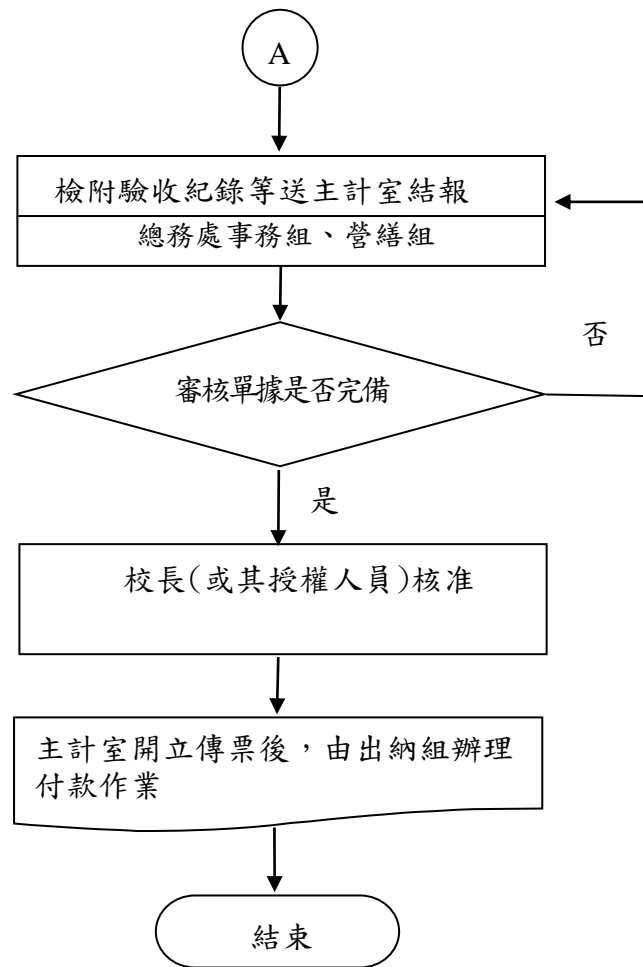 A
檢附驗收紀錄等送主計室結報
總務處事務組、營繕組
否
審核單據是否完備
是
校長(或其授權人員)核准
主計室開立傳票後，由出納組辦理
付款作業
結束